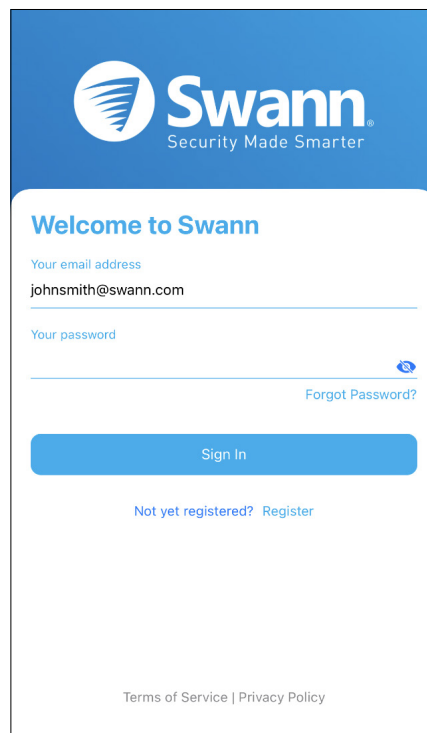 Swann®
Security Made Smarter
Welcome to Swann
Your email address
johnsmith@swann.com
Your password
Forgot Password?
Sign In
Not yet registered? Register
Terms of Service | Privacy Policy